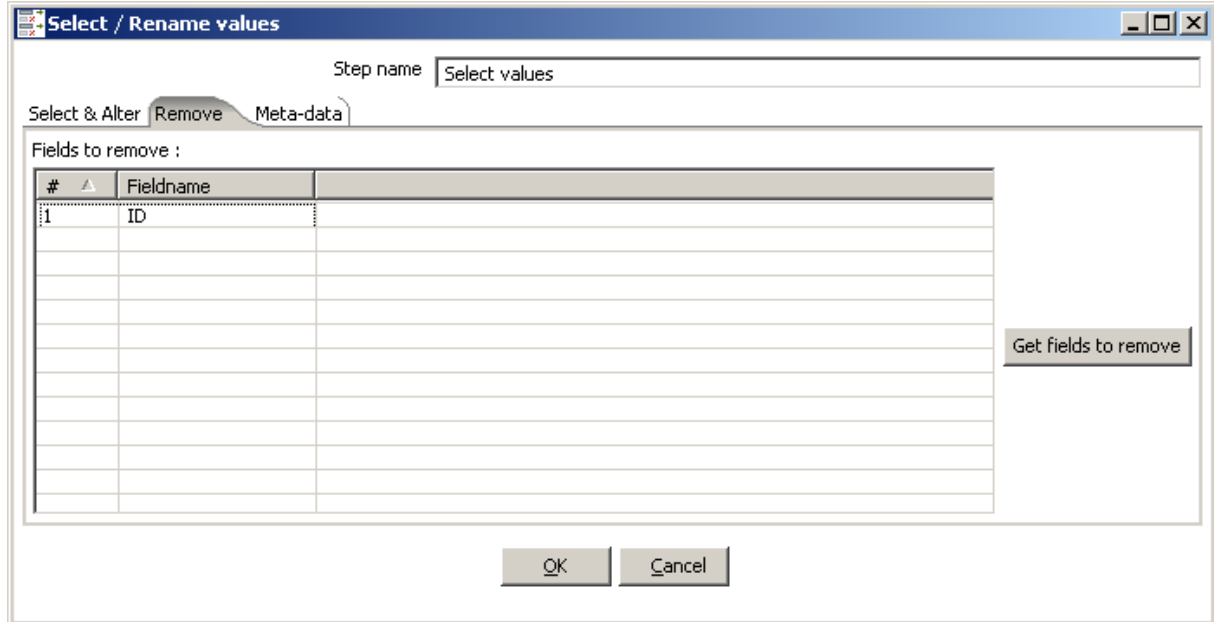 Select / Rename values
Step name Select values
Select & Alter Remove Meta-data
Fields to remove :
# Fieldname
1 ID
Get fields to remove
OK Cancel